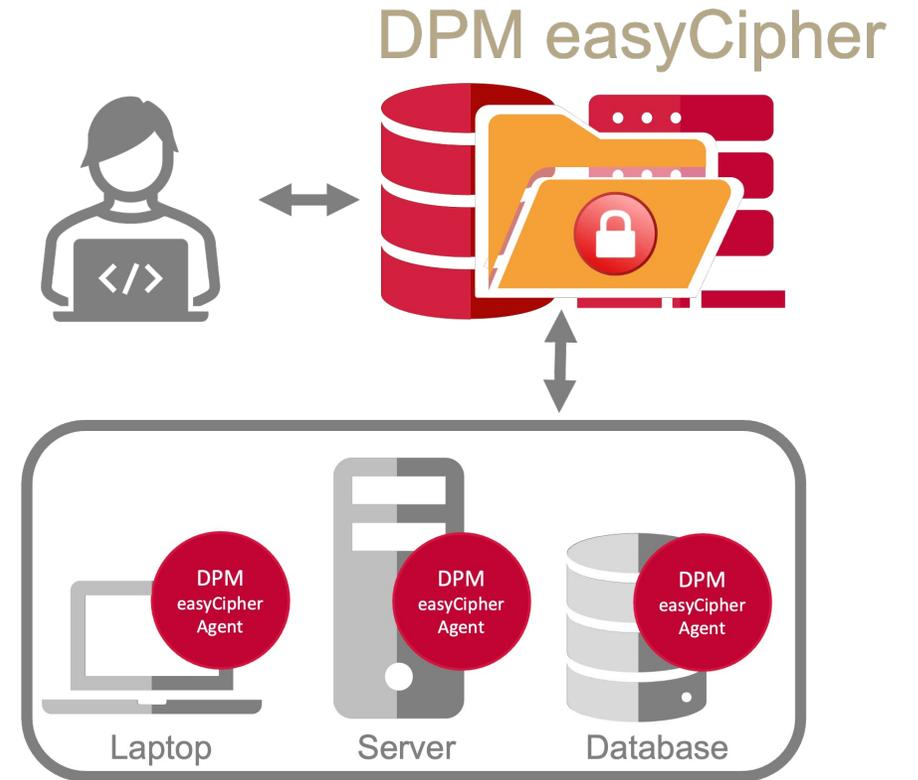 DPM easyCipher
</>
DPM
easyCipher
Agent
DPM
easyCipher
Agent
DPM
easyCipher
Agent
Laptop
Server
Database